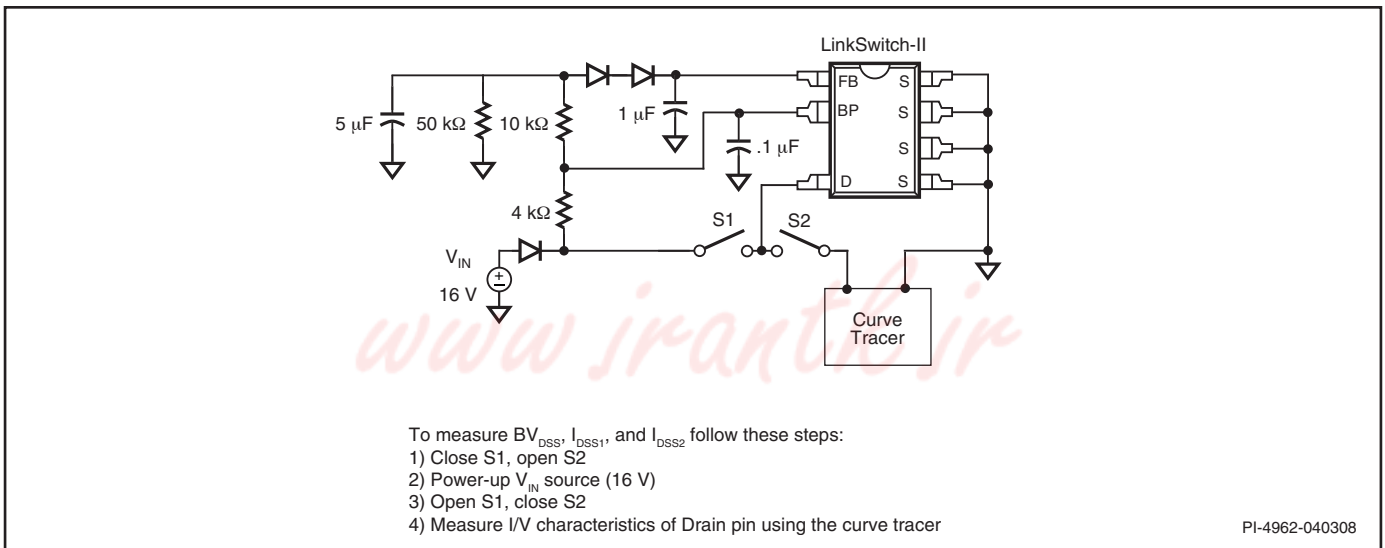 LinkSwitch-II
FB S
BP S
S
D S
5 μF
50 kΩ
10 kΩ
1 μF
.1 μF
4 kΩ
S1
S2
VIN
16 V
+
Curve
Tracer
www.irantk.ir
To measure BVDSS, IDSS1, and IDSS2 follow these steps:
1) Close S1, open S2
2) Power-up VIN source (16 V)
3) Open S1, close S2
4) Measure I/V characteristics of Drain pin using the curve tracer
PI-4962-040308